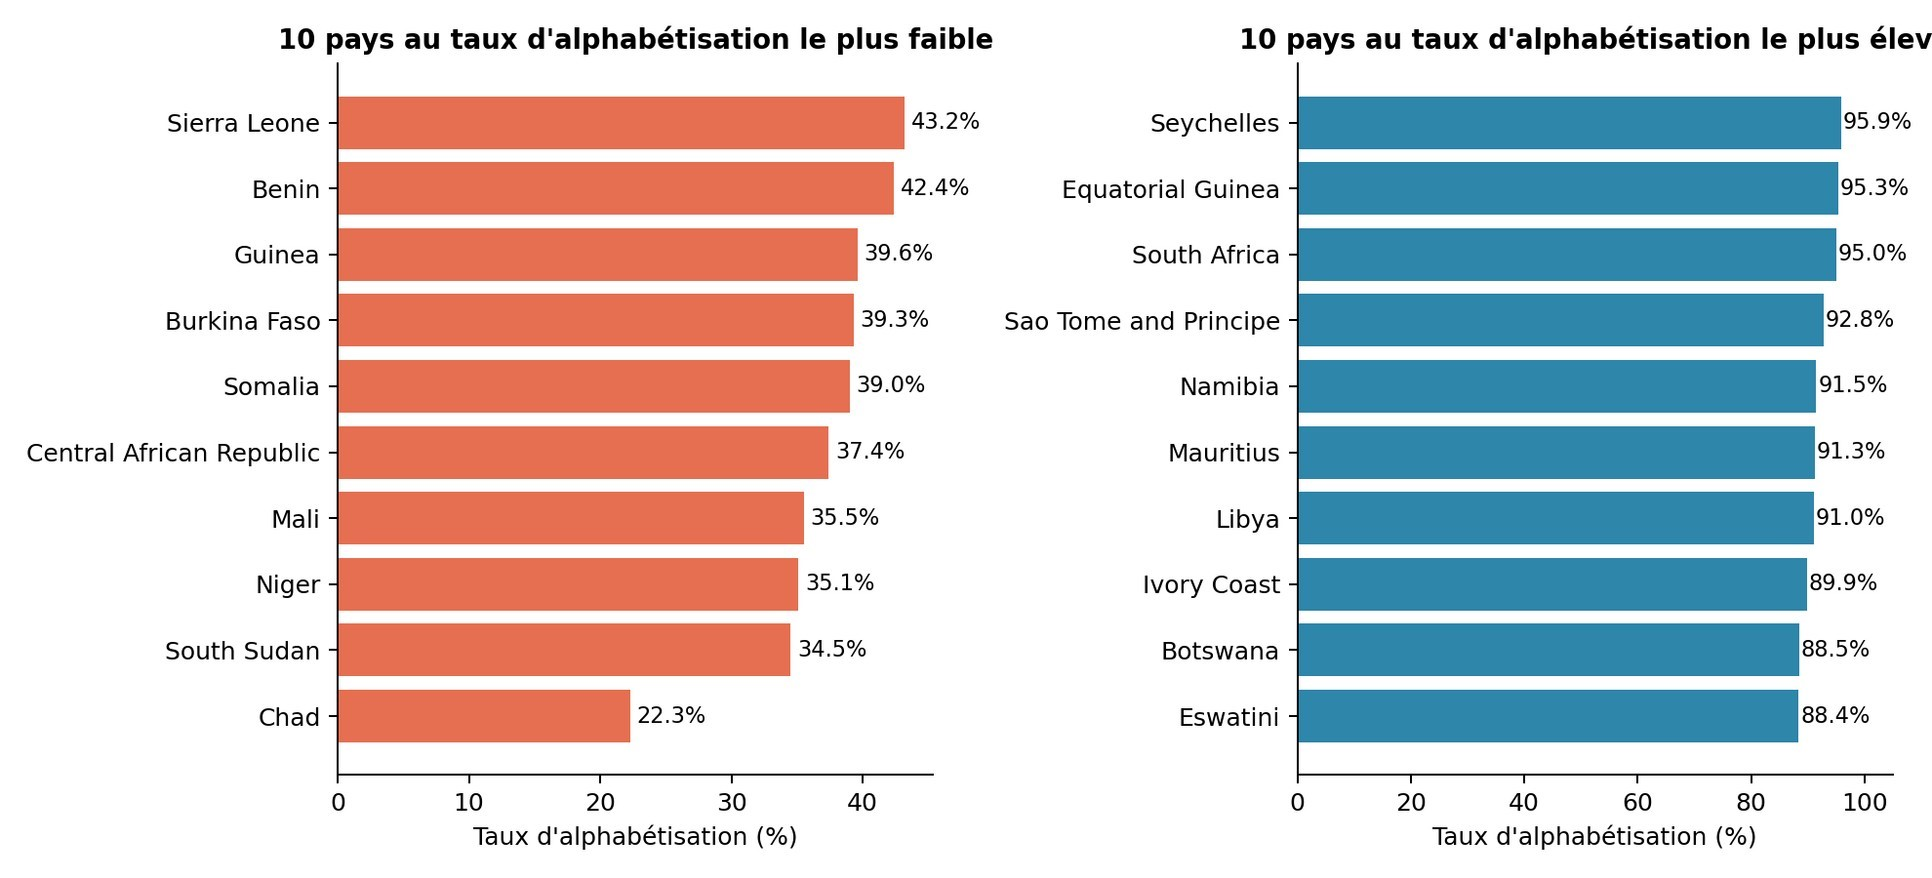 10 pays au taux d'alphabétisation le plus faible
Sierra Leone 43.2%
Benin 42.4%
Guinea 39.6%
Burkina Faso 39.3%
Somalia 39.0%
Central African Republic 37.4%
Mali 35.5%
Niger 35.1%
South Sudan 34.5%
Chad 22.3%
0 10 20 30 40
Taux d'alphabétisation (%)
10 pays au taux d'alphabétisation le plus élev
Seychelles 95.9%
Equatorial Guinea 95.3%
South Africa 95.0%
Sao Tome and Principe 92.8%
Namibia 91.5%
Mauritius 91.3%
Libya 91.0%
Ivory Coast 89.9%
Botswana 88.5%
Eswatini 88.4%
0 20 40 60 80 100
Taux d'alphabétisation (%)